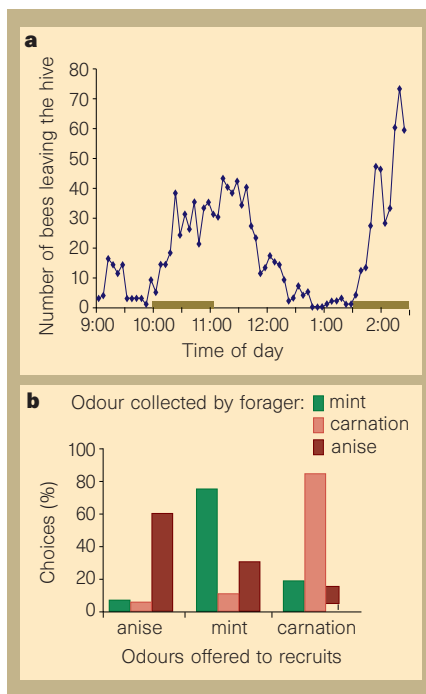 a
Number of bees leaving the hive
80
70
60
50
40
30
20
10
0
9:00 10:00 11:00 12:00 1:00 2:00
Time of day
b Odour collected by forager: mint
carnation
anise
Choices (%)
100
80
60
40
20
0
anise mint carnation
Odours offered to recruits